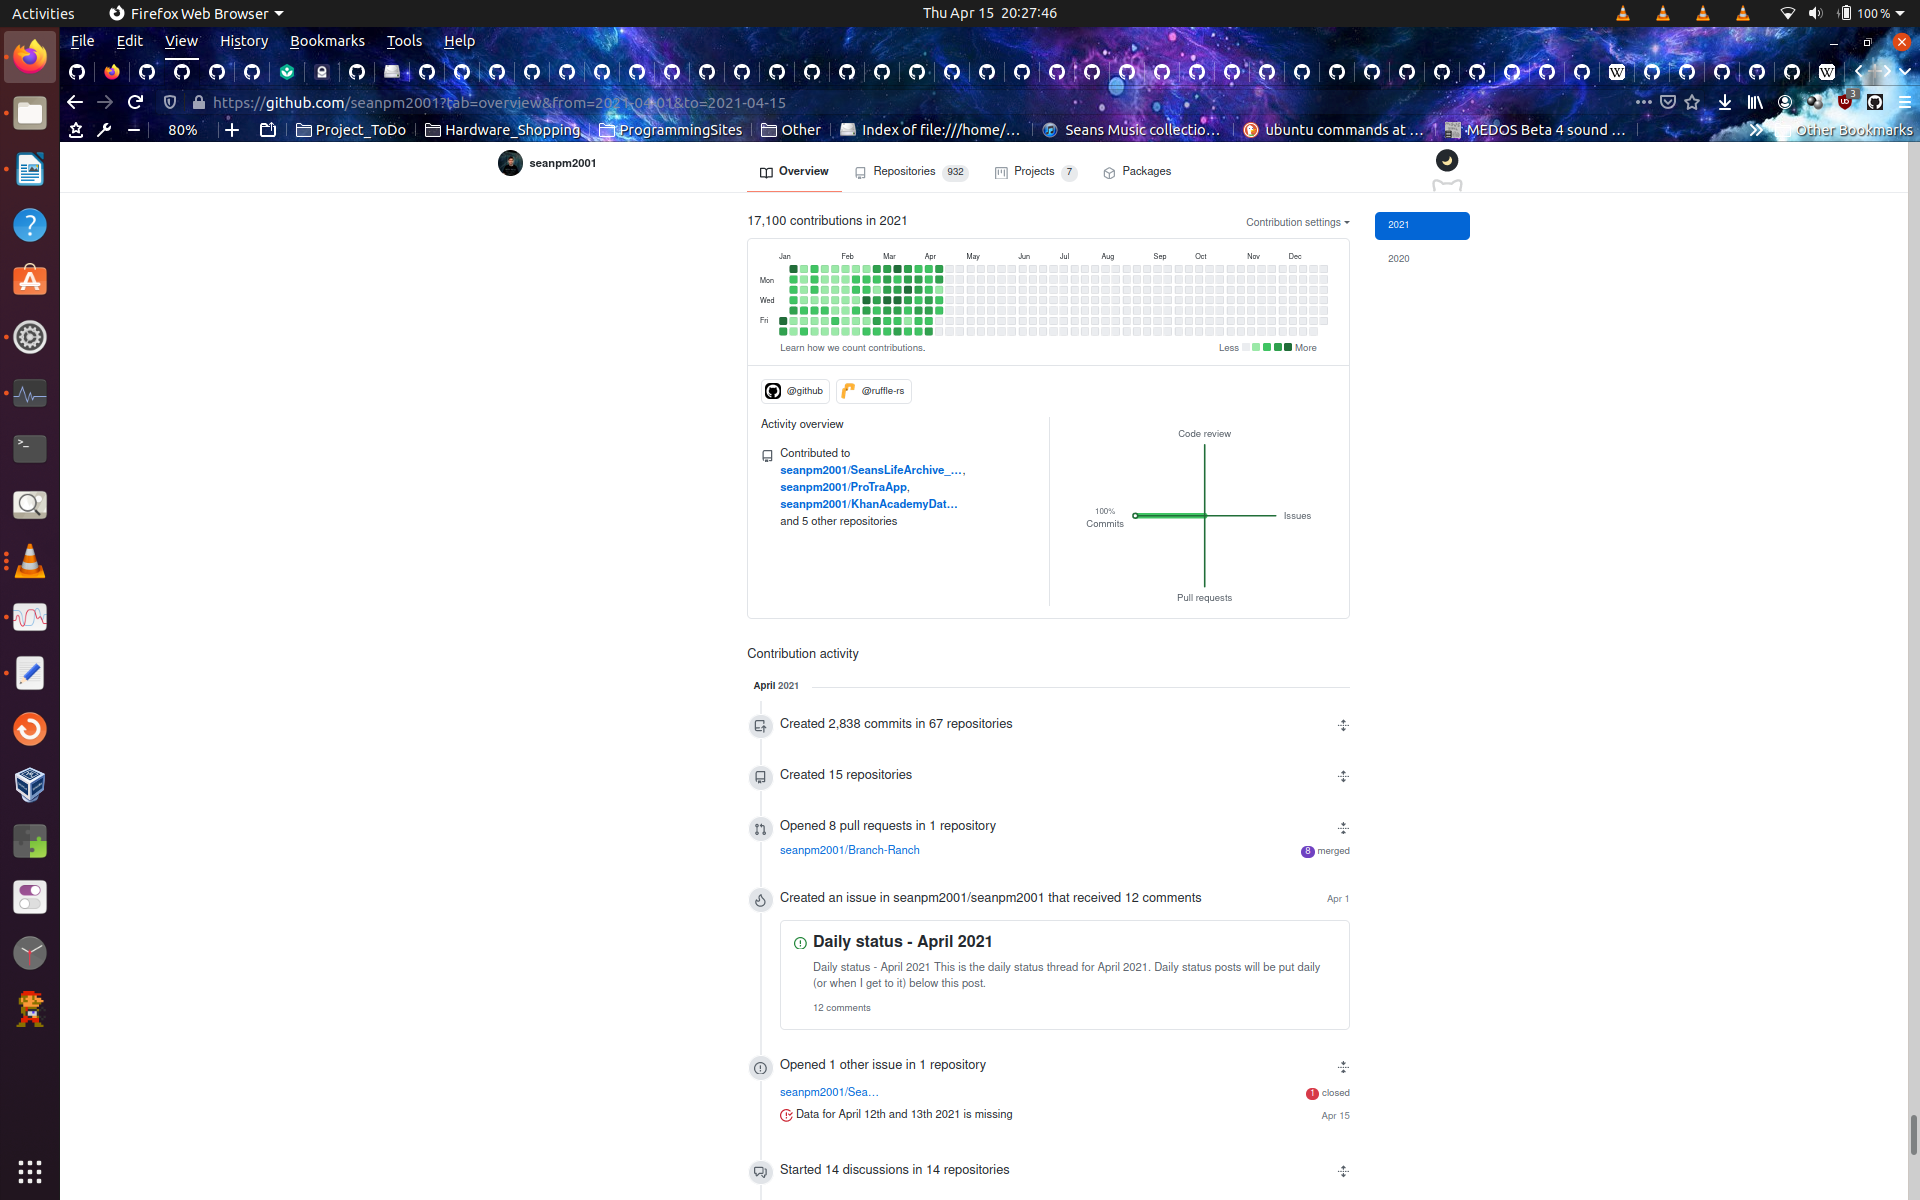 Activities
Firefox Web Browser
Thu Apr 15 20:27:46
100 %
File Edit View History Bookmarks Tools Help
https://github.com/seanpm2001?tab=overview&from=2021-04-01&to=2021-04-15
3
80%
Project_ToDo
Hardware_Shopping
ProgrammingSites
Other
Index of file:///home/...
Seans Music collectio...
ubuntu commands at ...
MEDOS Beta 4 sound ...
Other Bookmarks
seanpm2001
Overview
Repositories 932
Projects 7
Packages
17,100 contributions in 2021
Contribution settings
2021
2020
Jan Feb Mar Apr May Jun Jul Aug Sep Oct Nov Dec
Mon
Wed
Fri
Learn how we count contributions.
Less More
@github
@ruffle-rs
Activity overview
Contributed to
seanpm2001/SeansLifeArchive_...,
seanpm2001/ProTraApp,
seanpm2001/KhanAcademyDat...
and 5 other repositories
Code review
100%
Commits
Issues
Pull requests
Contribution activity
April 2021
Created 2,838 commits in 67 repositories
Created 15 repositories
Opened 8 pull requests in 1 repository
seanpm2001/Branch-Ranch
8 merged
Created an issue in seanpm2001/seanpm2001 that received 12 comments
Apr 1
Daily status - April 2021
Daily status - April 2021 This is the daily status thread for April 2021. Daily status posts will be put daily
(or when I get to it) below this post.
12 comments
Opened 1 other issue in 1 repository
seanpm2001/Sea...
1 closed
Data for April 12th and 13th 2021 is missing
Apr 15
Started 14 discussions in 14 repositories